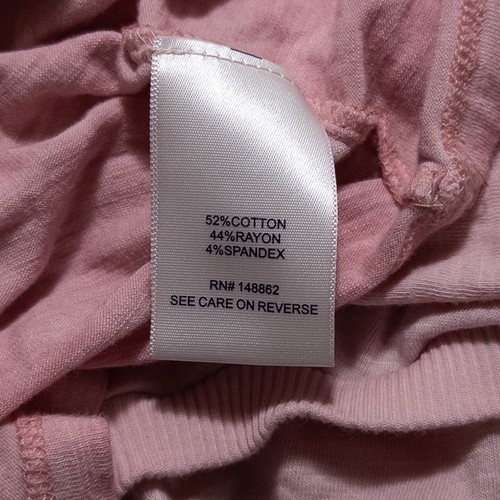 52%COTTON
44%RAYON
4%SPANDEX
RN# 148862
SEE CARE ON REVERSE